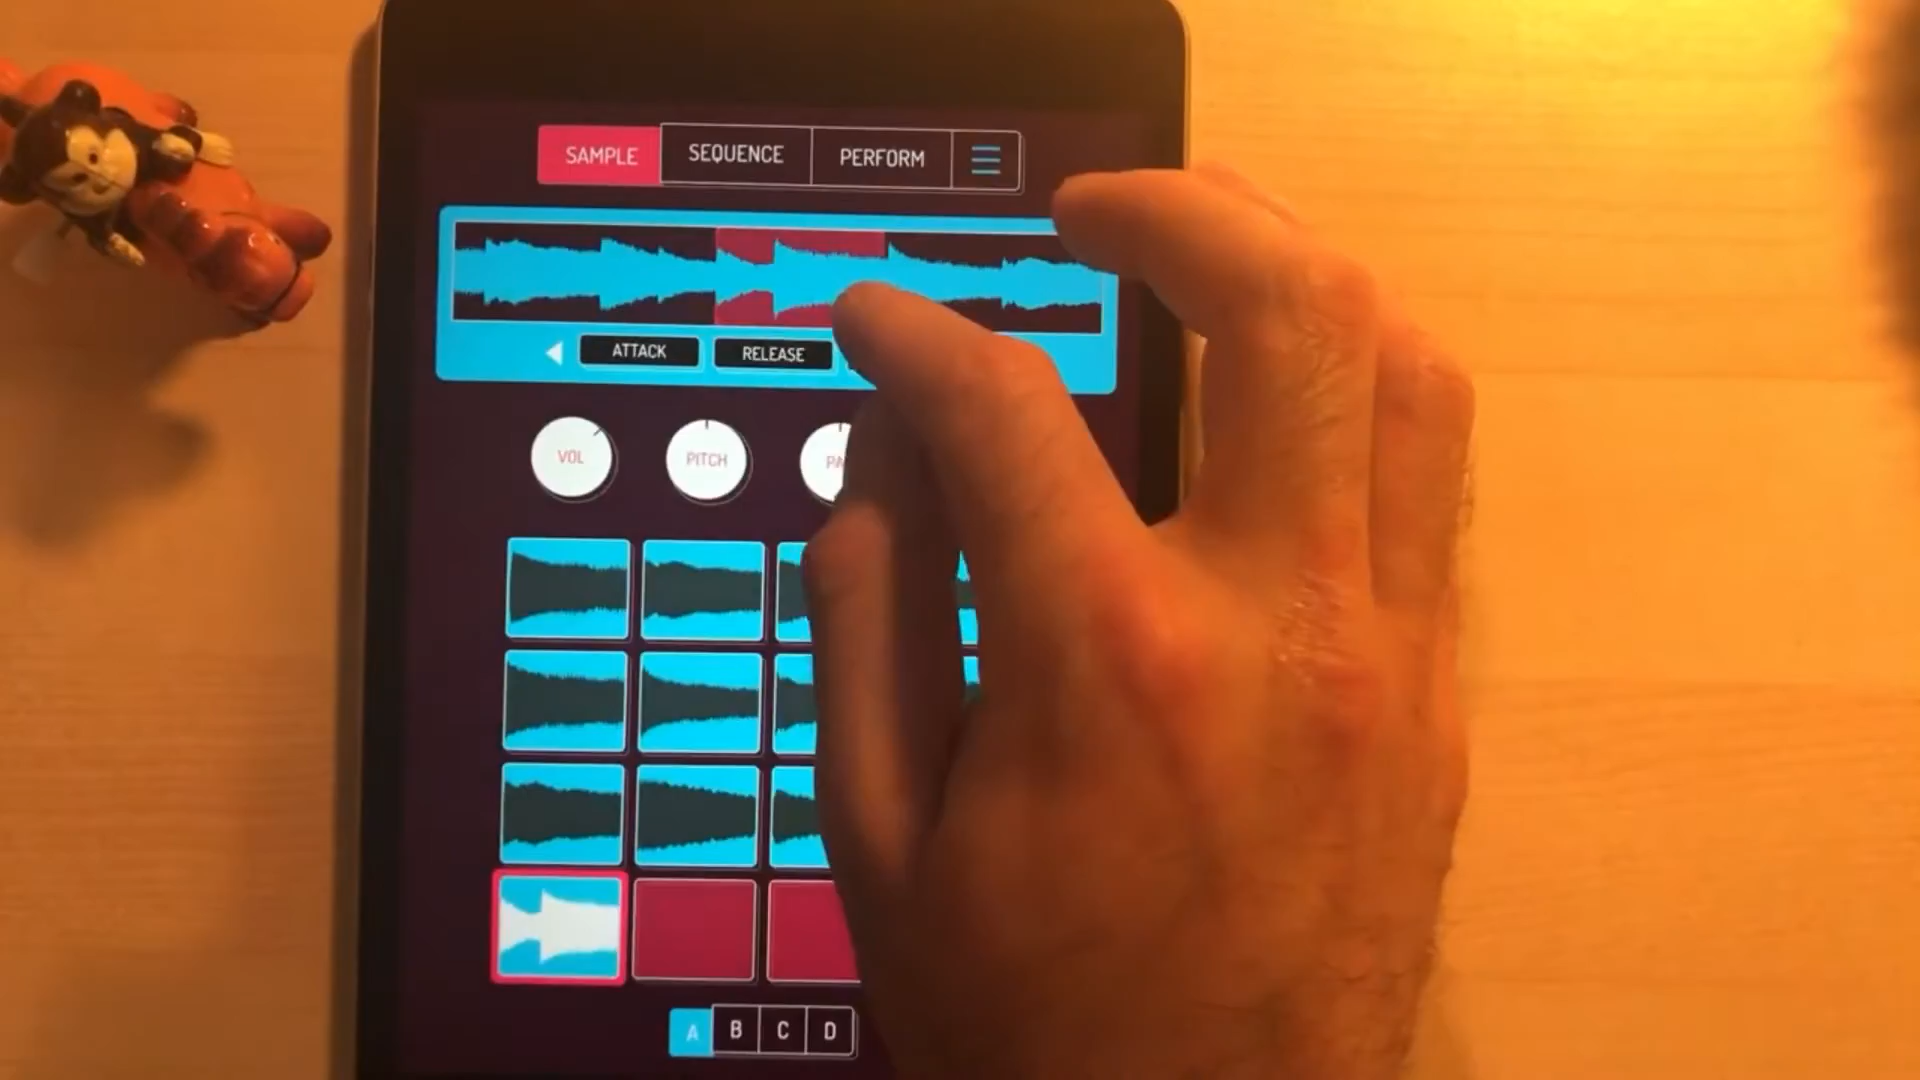 SAMPLE SEQUENCE PERFORM
ATTACK RELEASE
VOL PITCH
A B C D